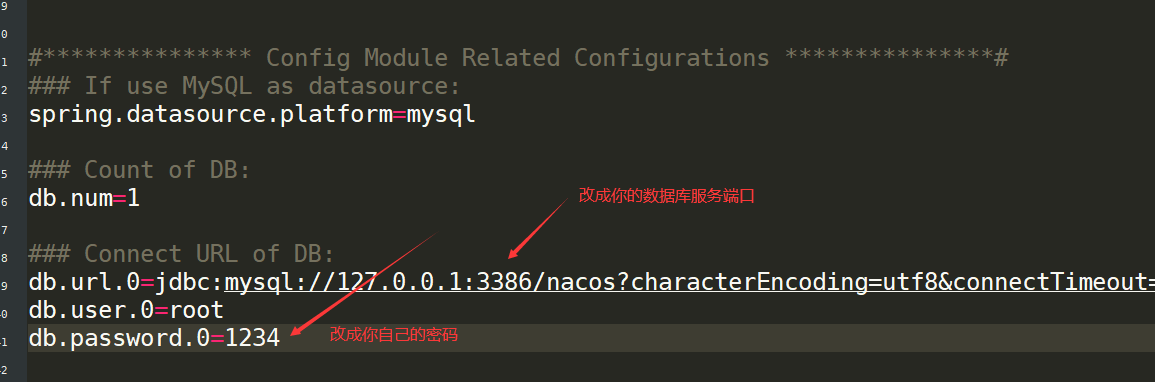 9
0
1 #*************** Config Module Related Configurations ***************#
2 ### If use MySQL as datasource:
3 spring.datasource.platform=mysql
4
5 ### Count of DB:
6 db.num=1
改成你的数据库服务端口
7
8 ### Connect URL of DB:
9 db.url.0=jdbc:mysql://127.0.0.1:3386/nacos?characterEncoding=utf8&connectTimeout=
0 db.user.0=root
1 db.password.0=1234
改成你自己的密码
2